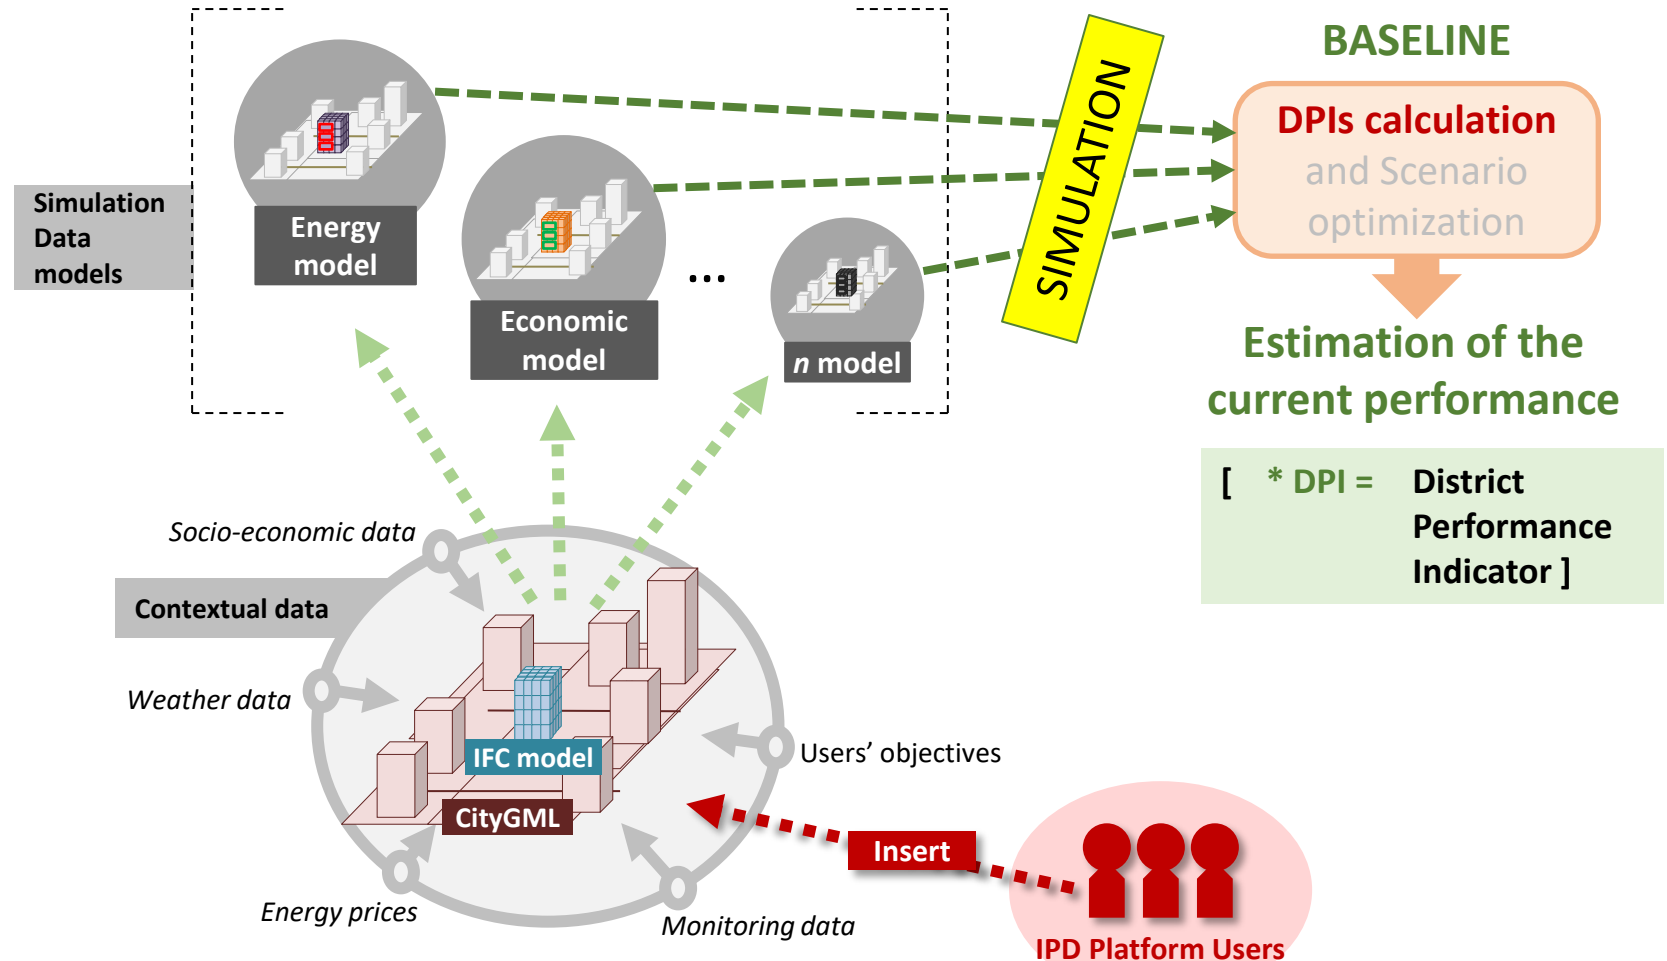 BASELINE
DPIs calculation
and Scenario
optimization
SIMULATION
Simulation
Data
models
Energy
model
Economic
model
...
n model
Estimation of the
current performance
[ * DPI = District
Performance
Indicator ]
Socio-economic data
Contextual data
Weather data
IFC model
CityGML
Users’ objectives
Insert
Energy prices
Monitoring data
IPD Platform Users